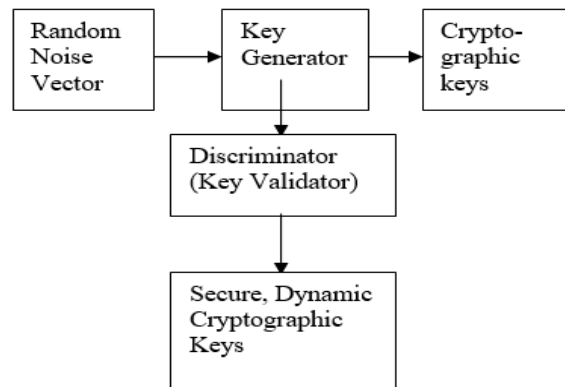 Random
Noise
Vector
Key
Generator
Crypto-
graphic
keys
Discriminator
(Key Validator)
Secure, Dynamic
Cryptographic
Keys